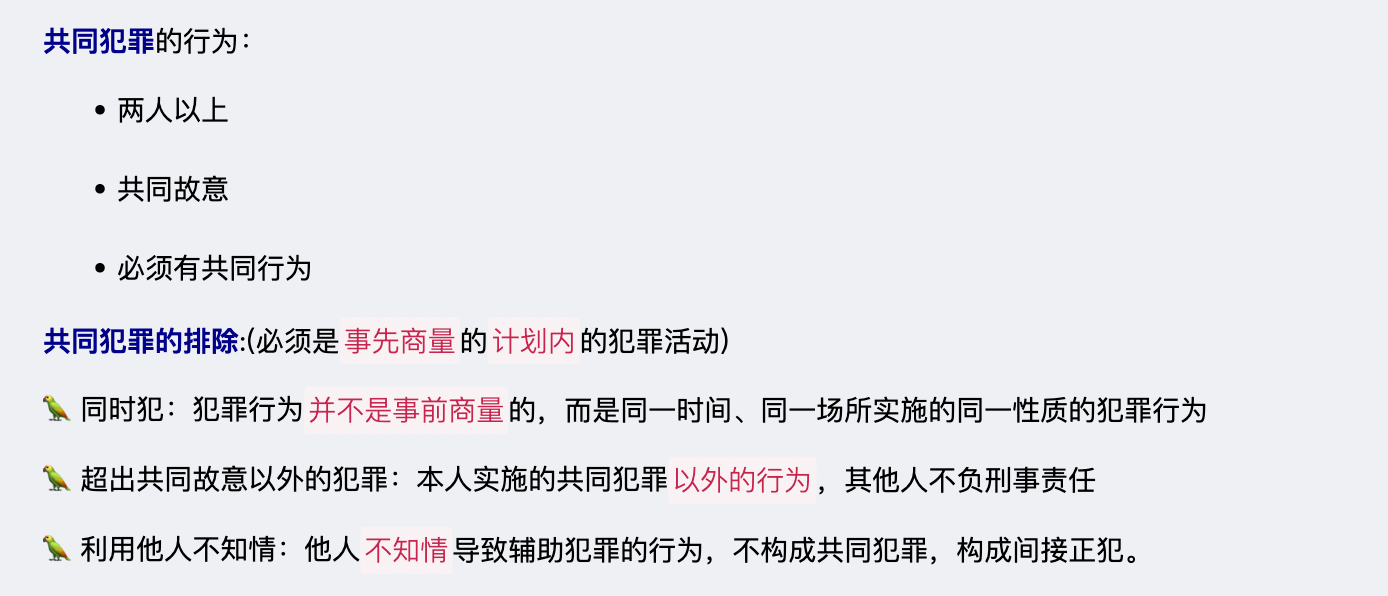 共同犯罪的行为：
• 两人以上
• 共同故意
• 必须有共同行为
共同犯罪的排除:(必须是事先商量的计划内的犯罪活动)
🦜 同时犯：犯罪行为并不是事前商量的，而是同一时间、同一场所实施的同一性质的犯罪行为
🦜 超出共同故意以外的犯罪：本人实施的共同犯罪以外的行为，其他人不负刑事责任
🦜 利用他人不知情：他人不知情导致辅助犯罪的行为，不构成共同犯罪，构成间接正犯。